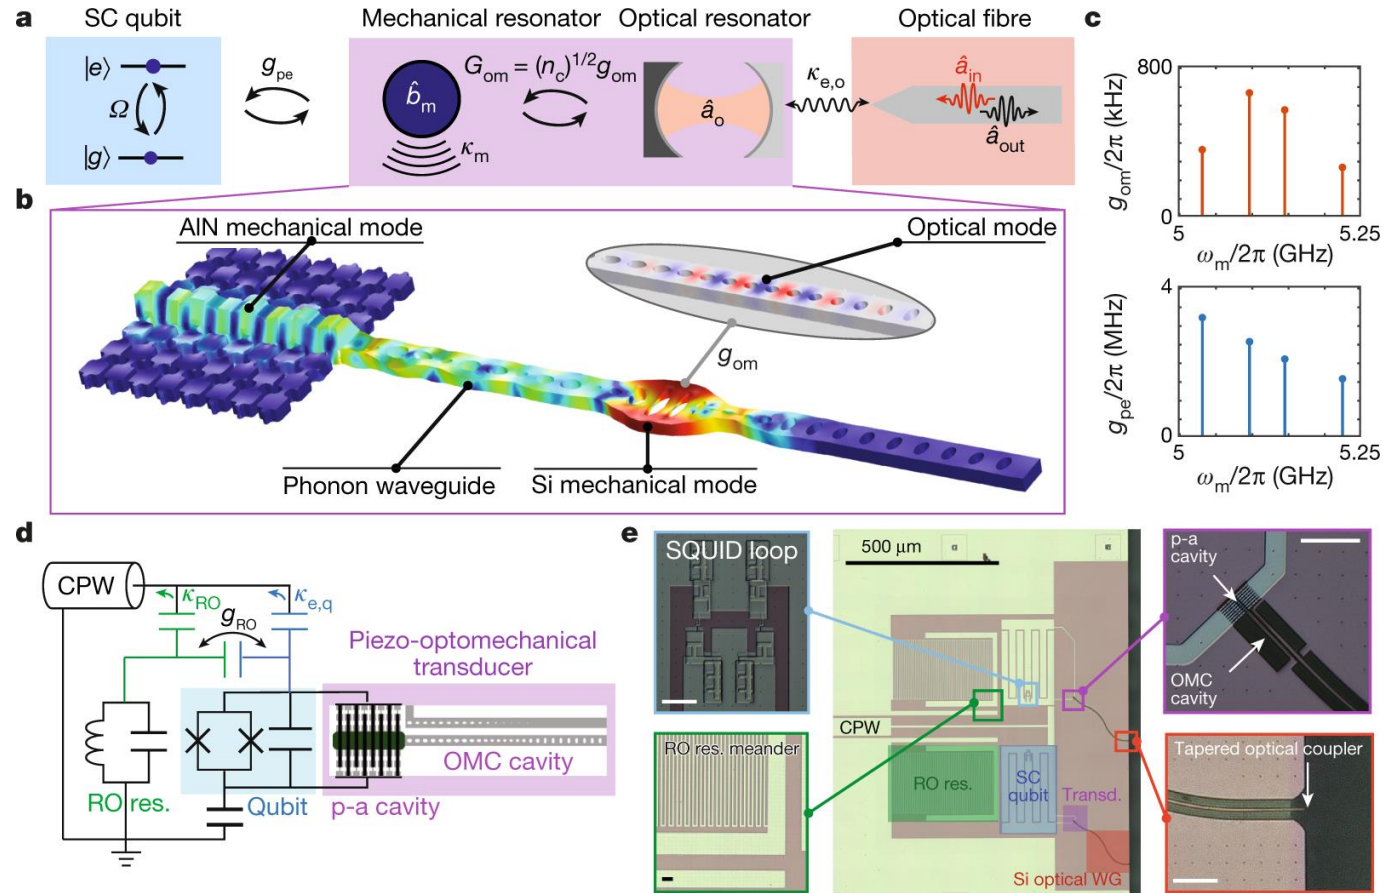 a
SC qubit
Mechanical resonator
Optical resonator
Optical fibre
|e⟩
Ω
|g⟩
g_pe
b̂_m
κ_m
G_om = (n_c)^1/2 g_om
â_o
κ_e,o
â_in
â_out
b
AlN mechanical mode
Optical mode
g_om
Phonon waveguide
Si mechanical mode
c
800
g_om/2π (kHz)
0
5
5.25
ω_m/2π (GHz)
4
g_pe/2π (MHz)
0
5
5.25
ω_m/2π (GHz)
d
CPW
κ_RO
κ_e,q
g_RO
Piezo-optomechanical
transducer
OMC cavity
RO res.
Qubit
p-a cavity
e
SQUID loop
500 μm
p-a
cavity
OMC
cavity
CPW
RO res. meander
RO res.
SC
qubit
Transd.
Si optical WG
Tapered optical coupler